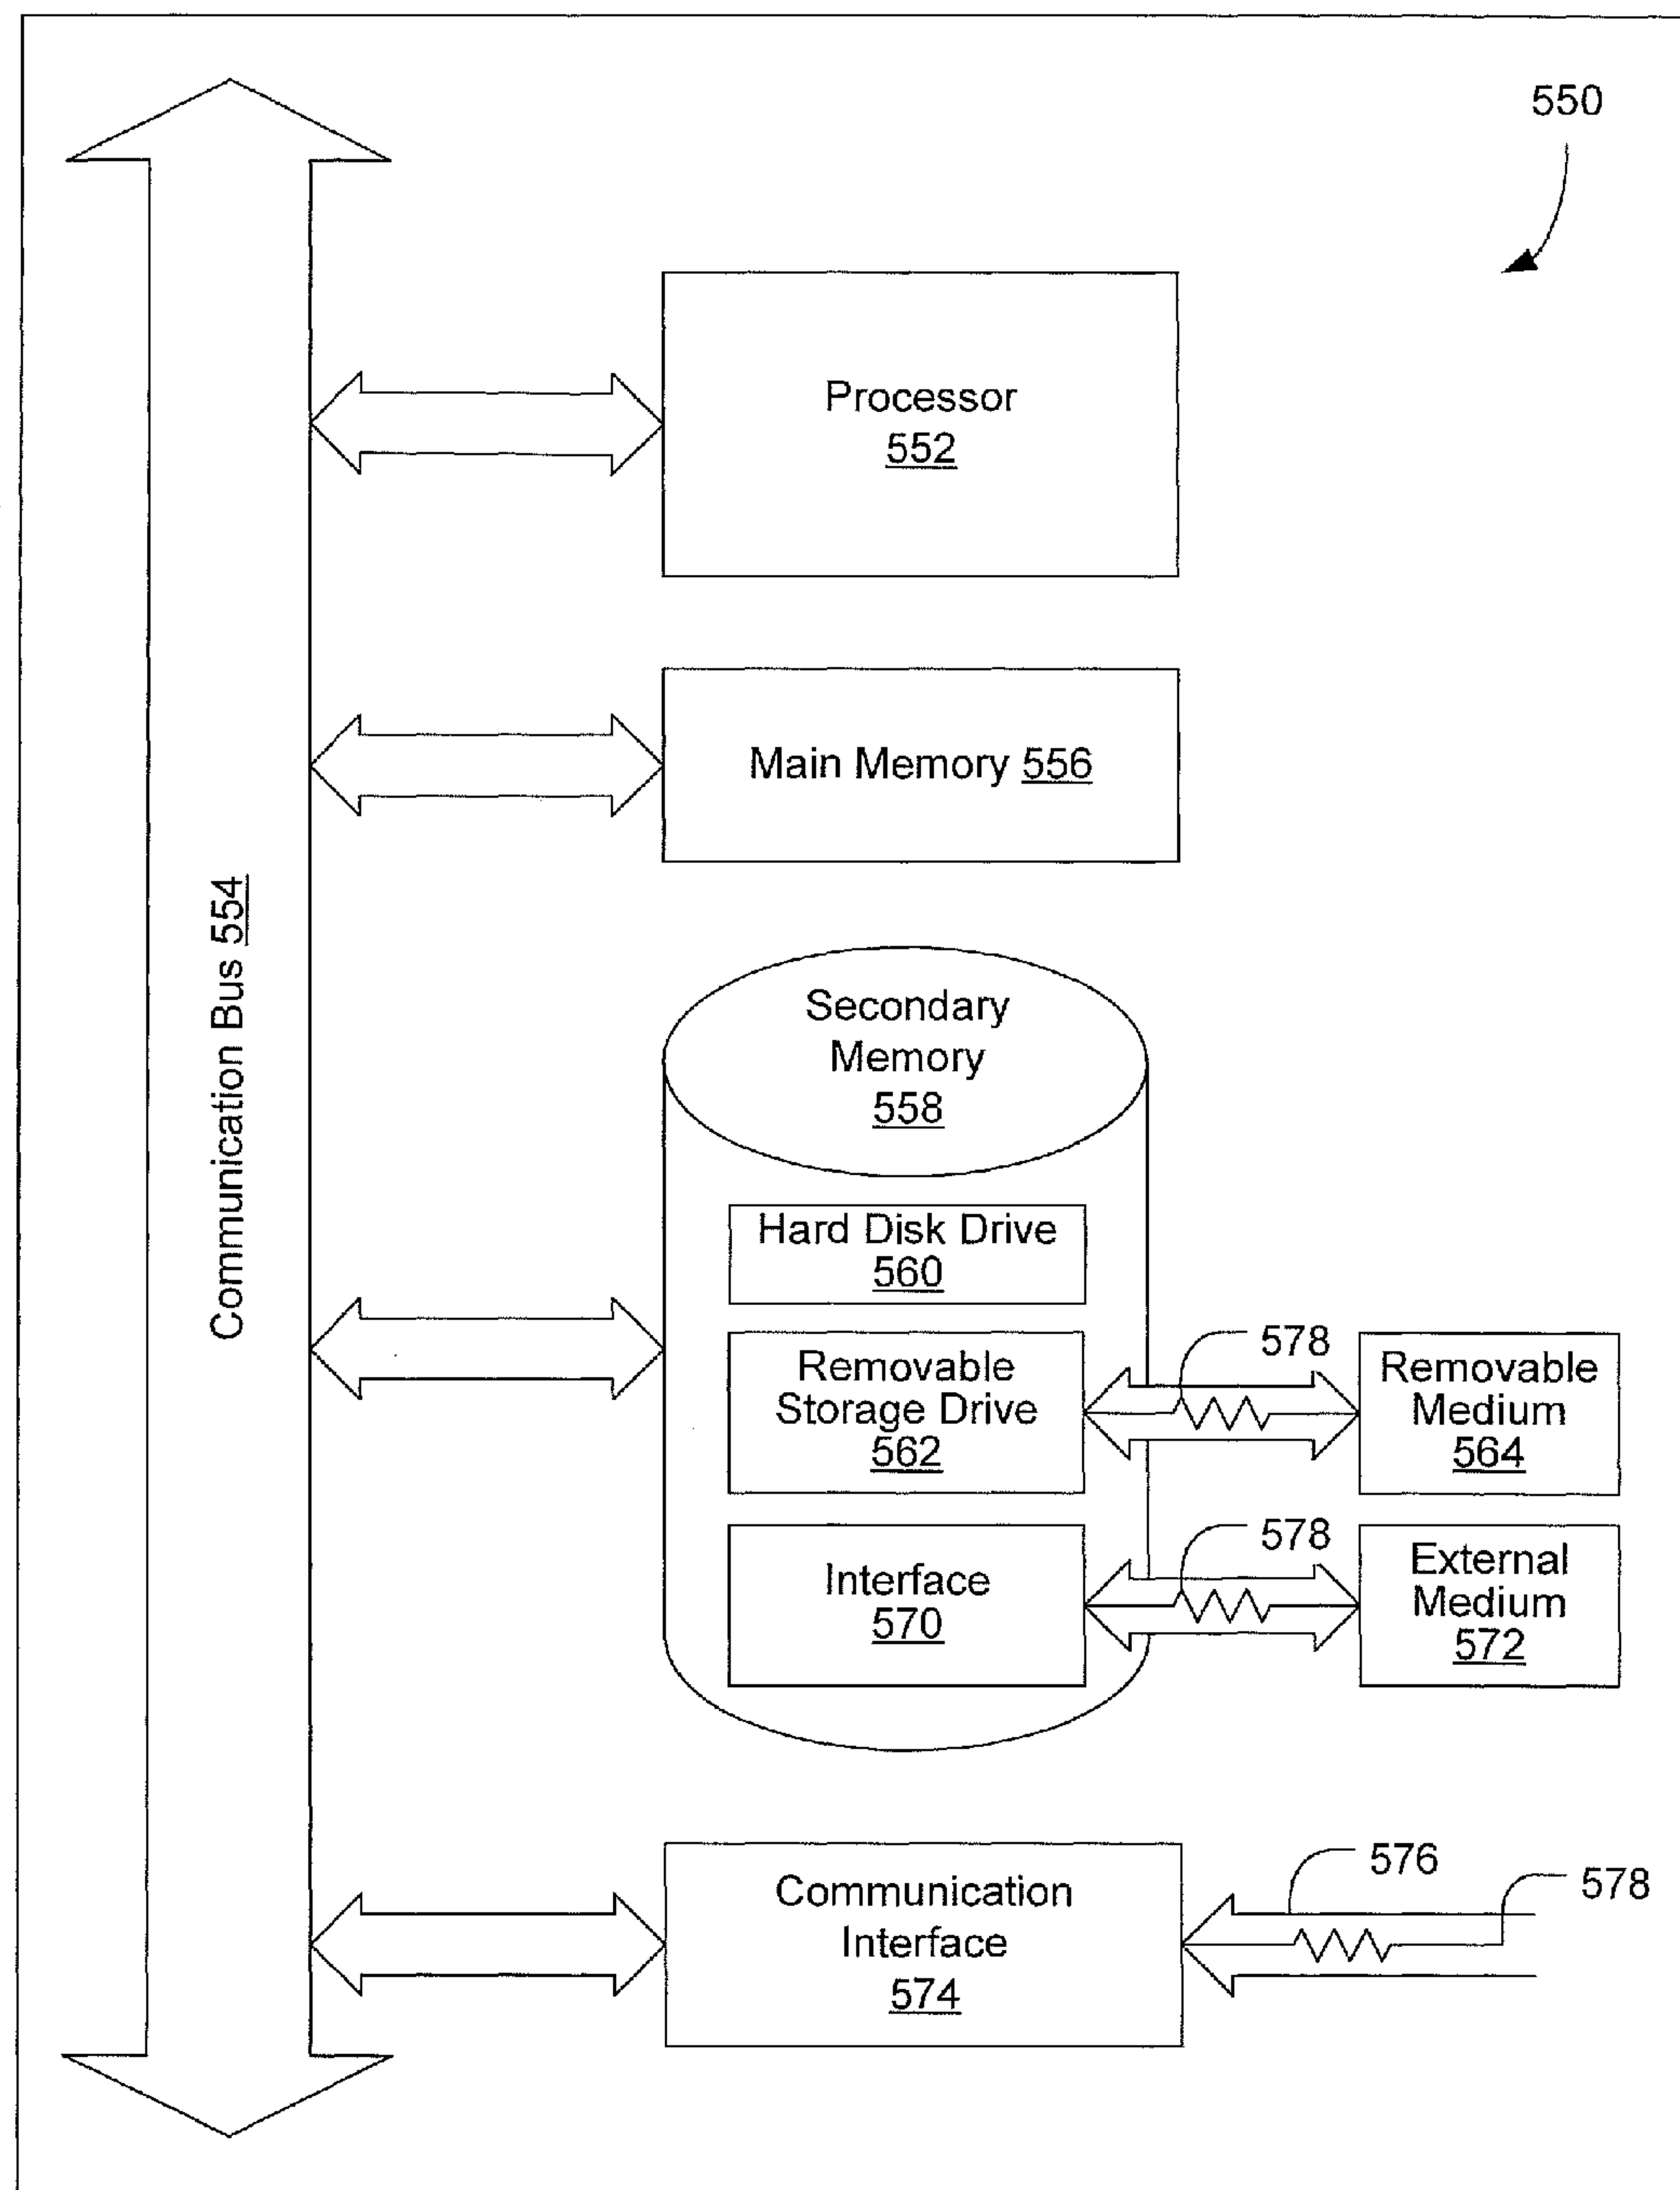 550
Processor
552
Main Memory 556
Communication Bus 554
Secondary
Memory
558
Hard Disk Drive
560
Removable
Storage Drive
562
578
Removable
Medium
564
Interface
570
578
External
Medium
572
Communication
Interface
574
576
578